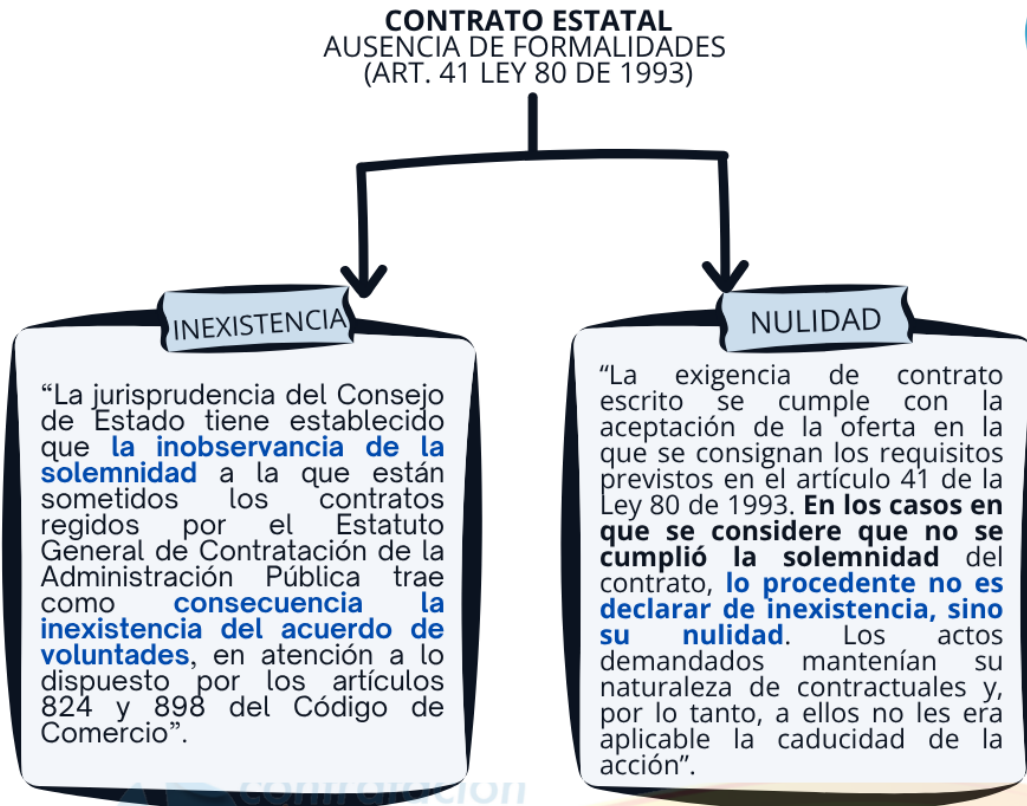 CONTRATO ESTATAL
AUSENCIA DE FORMALIDADES
(ART. 41 LEY 80 DE 1993)
INEXISTENCIA
“La jurisprudencia del Consejo
de Estado tiene establecido
que la inobservancia de la
solemnidad a la que están
sometidos los contratos
regidos por el Estatuto
General de Contratación de la
Administración Pública trae
como consecuencia la
inexistencia del acuerdo de
voluntades, en atención a lo
dispuesto por los artículos
824 y 898 del Código de
Comercio”.
NULIDAD
“La exigencia de contrato
escrito se cumple con la
aceptación de la oferta en la
que se consignan los requisitos
previstos en el artículo 41 de la
Ley 80 de 1993. En los casos en
que se considere que no se
cumplió la solemnidad del
contrato, lo procedente no es
declarar de inexistencia, sino
su nulidad. Los actos
demandados mantenían su
naturaleza de contractuales y,
por lo tanto, a ellos no les era
aplicable la caducidad de la
acción”.
contratación